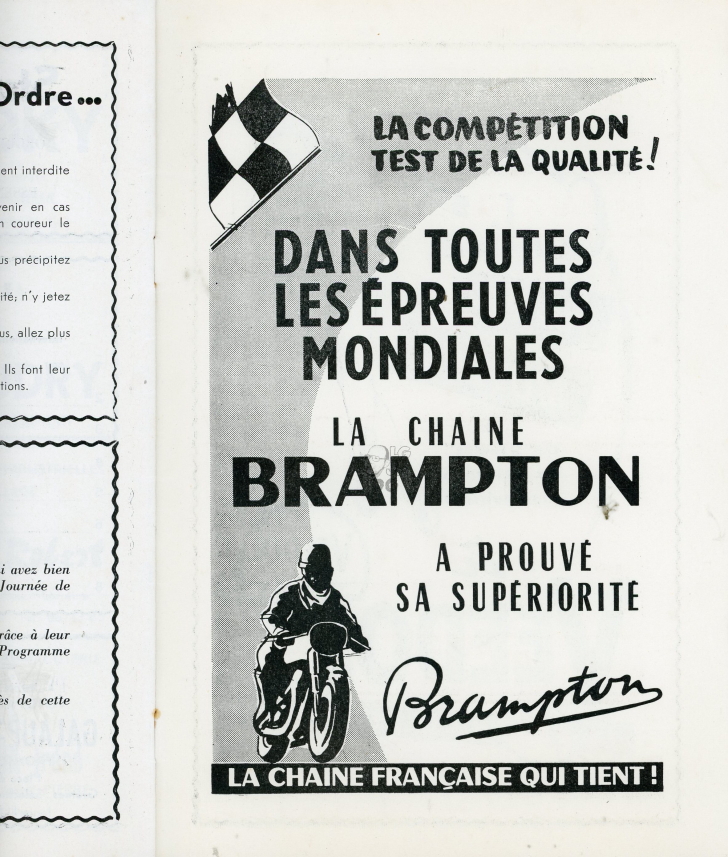 Ordre...
ent interdite
enir en cas
n coureur le
us précipitez
ité; n'y jetez
us, allez plus
Ils font leur
tions.
i avez bien
Journée de
râce à leur
Programme
ès de cette
LA COMPÉTITION
TEST DE LA QUALITÉ!
DANS TOUTES
LES ÉPREUVES
MONDIALES
LA CHAINE
BRAMPTON
A PROUVÉ
SA SUPÉRIORITÉ
Brampton
LA CHAINE FRANÇAISE QUI TIENT !